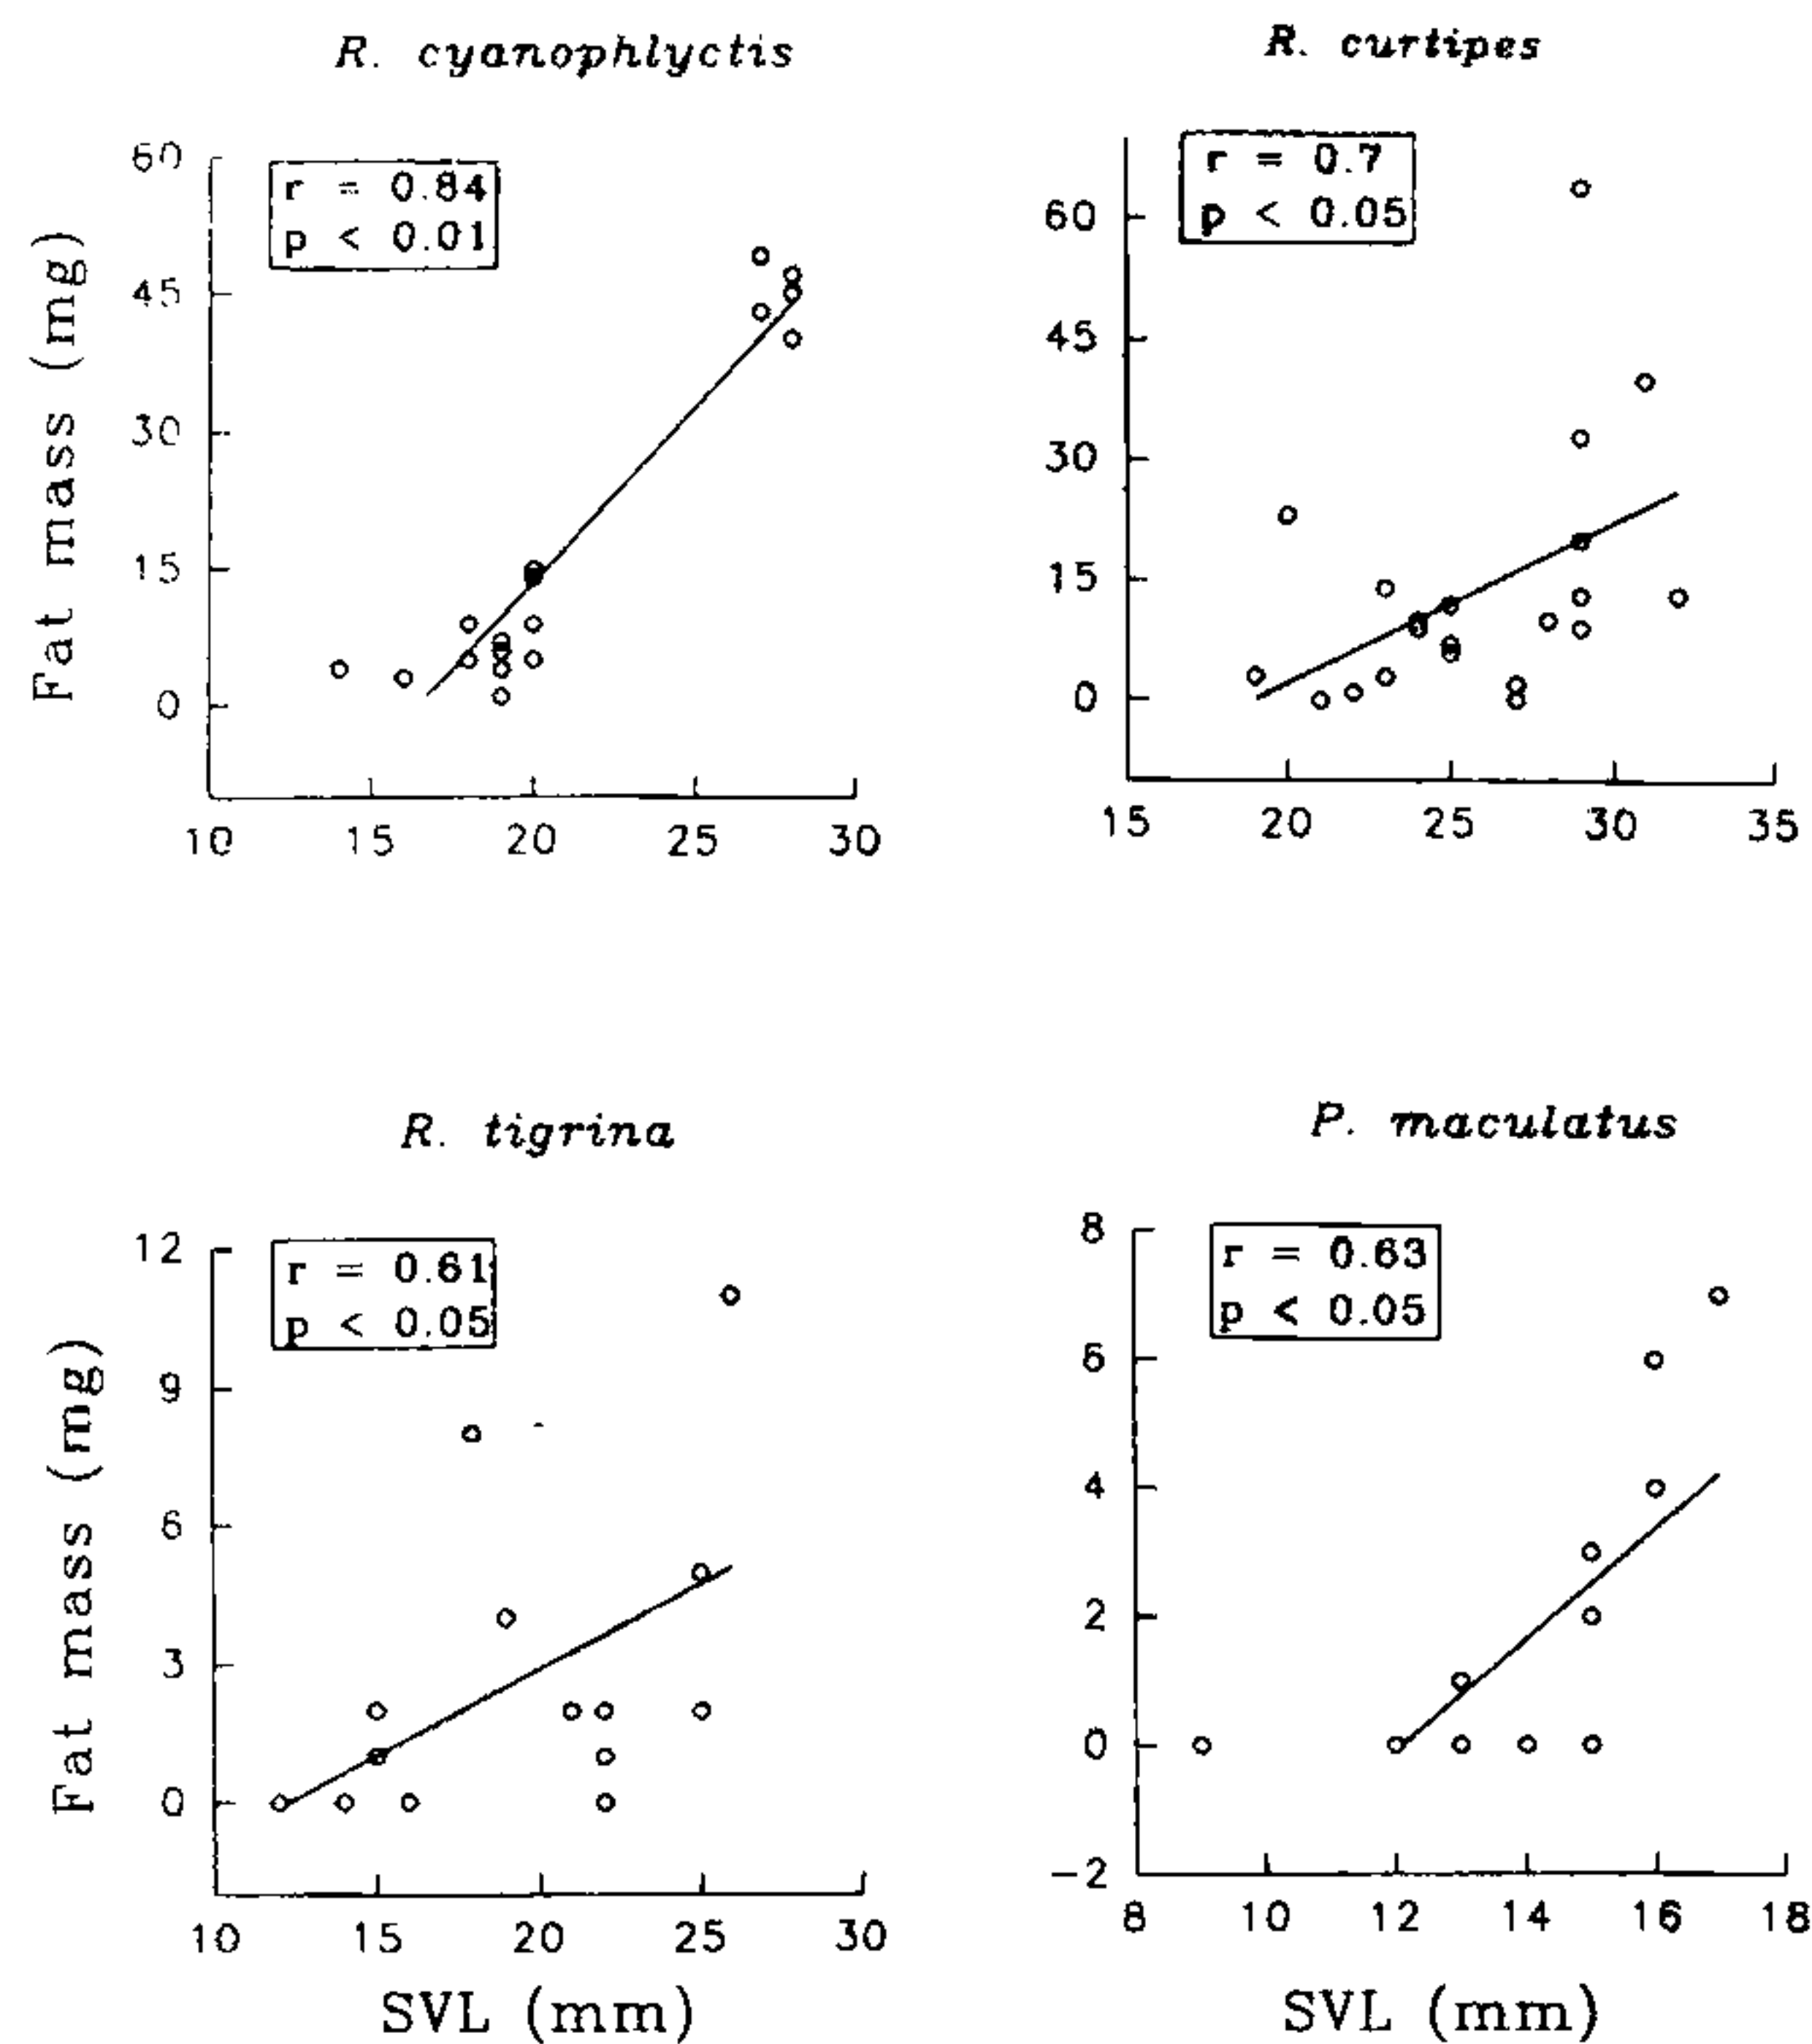 R. cyanophlyctis
r = 0.84
p < 0.01
Fat mass (mg)
60
45
30
15
0
10 15 20 25 30
R. curtipes
r = 0.7
p < 0.05
60
45
30
15
0
15 20 25 30 35
R. tigrina
r = 0.61
p < 0.05
Fat mass (mg)
12
9
6
3
0
10 15 20 25 30
SVL (mm)
P. maculatus
r = 0.63
p < 0.05
8
6
4
2
0
-2
8 10 12 14 16 18
SVL (mm)